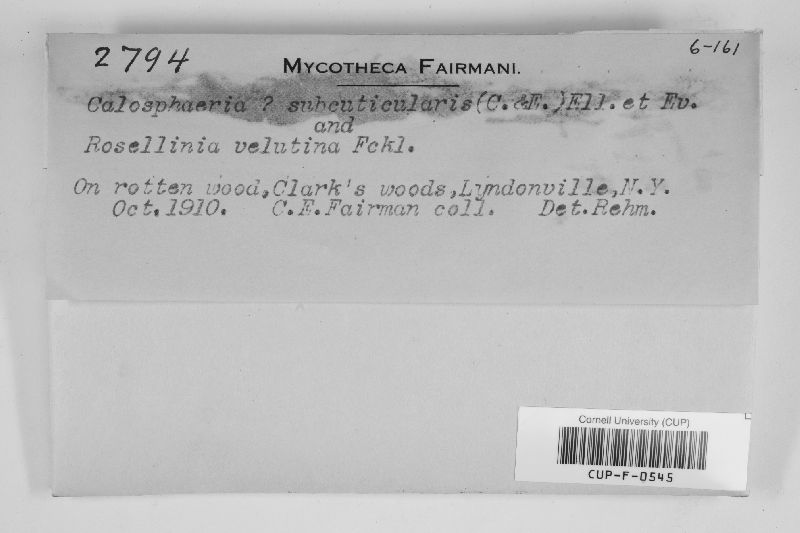 2794
6-161
MYCOTHECA FAIRMANI.
Calosphaeria ? subcuticularis (C.&E.) Ell. et Ev.
and
Rosellinia velutina Fckl.
On rotten wood, Clark's woods, Lyndonville, N.Y.
Oct. 1910. C.E. Fairman coll. Det. Rehm.
Cornell University (CUP)
CUP-F-0545